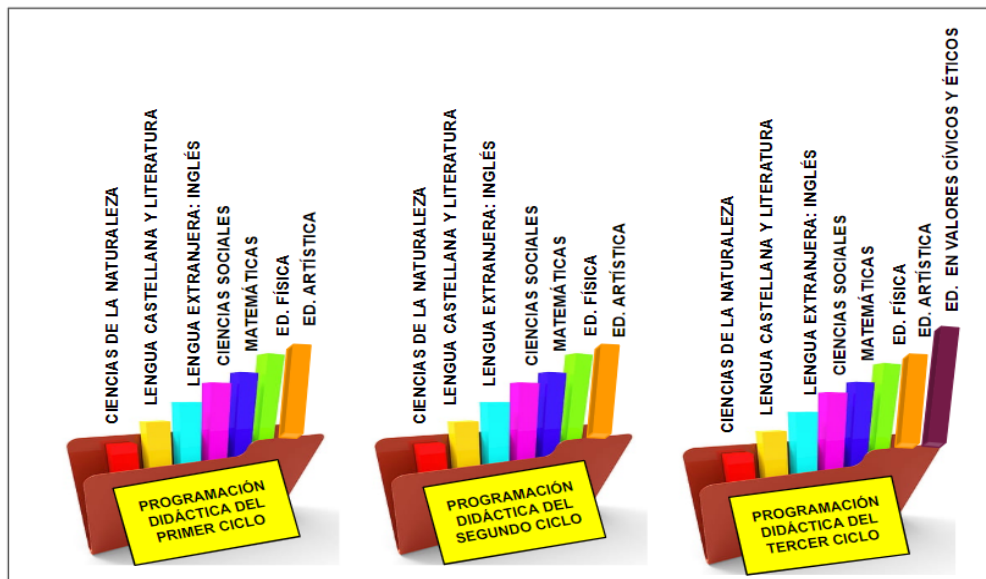 CIENCIAS DE LA NATURALEZA
LENGUA CASTELLANA Y LITERATURA
LENGUA EXTRANJERA: INGLÉS
CIENCIAS SOCIALES
MATEMÁTICAS
ED. FÍSICA
ED. ARTÍSTICA
PROGRAMACIÓN
DIDÁCTICA DEL
PRIMER CICLO
CIENCIAS DE LA NATURALEZA
LENGUA CASTELLANA Y LITERATURA
LENGUA EXTRANJERA: INGLÉS
CIENCIAS SOCIALES
MATEMÁTICAS
ED. FÍSICA
ED. ARTÍSTICA
PROGRAMACIÓN
DIDÁCTICA DEL
SEGUNDO CICLO
CIENCIAS DE LA NATURALEZA
LENGUA CASTELLANA Y LITERATURA
LENGUA EXTRANJERA: INGLÉS
CIENCIAS SOCIALES
MATEMÁTICAS
ED. FÍSICA
ED. ARTÍSTICA
ED. EN VALORES CÍVICOS Y ÉTICOS
PROGRAMACIÓN
DIDÁCTICA DEL
TERCER CICLO